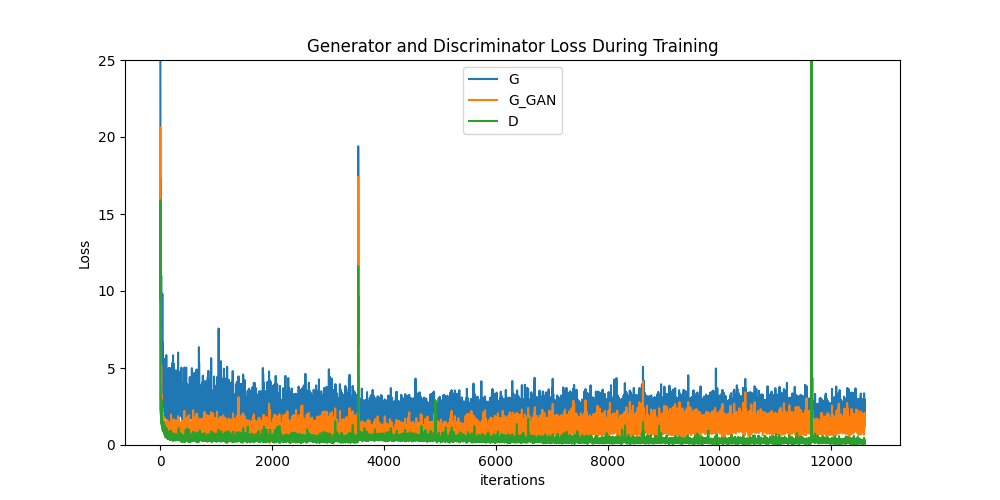 Generator and Discriminator Loss During Training
25
20
15
10
5
0
Loss
G
G_GAN
D
0 2000 4000 6000 8000 10000 12000
iterations